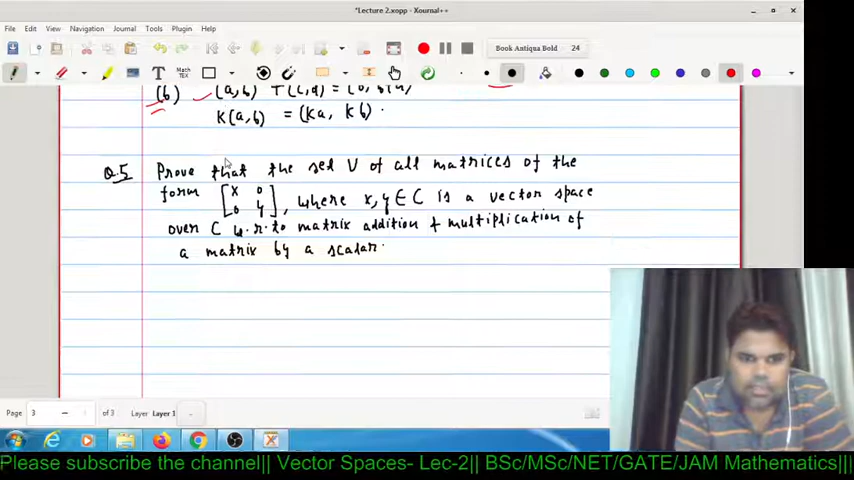 *Lecture 2.xopp - Xournal++
File Edit View Navigation Journal Tools Plugin Help
Book Antiqua Bold 24
(b) (a,b) + (c,d) =
K(a,b) = (Ka, Kb).
Q.5 Prove that the set V of all matrices of the
form [x 0
0 y], where x,y ∈ C is a vector space
over C w.r.to matrix addition & multiplication of
a matrix by a scalar.
Page 3 of 3 Layer Layer 1
Please subscribe the channel|| Vector Spaces- Lec-2|| BSc/MSc/NET/GATE/JAM Mathematics||